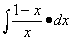 ∫ (1-x)/x • dx